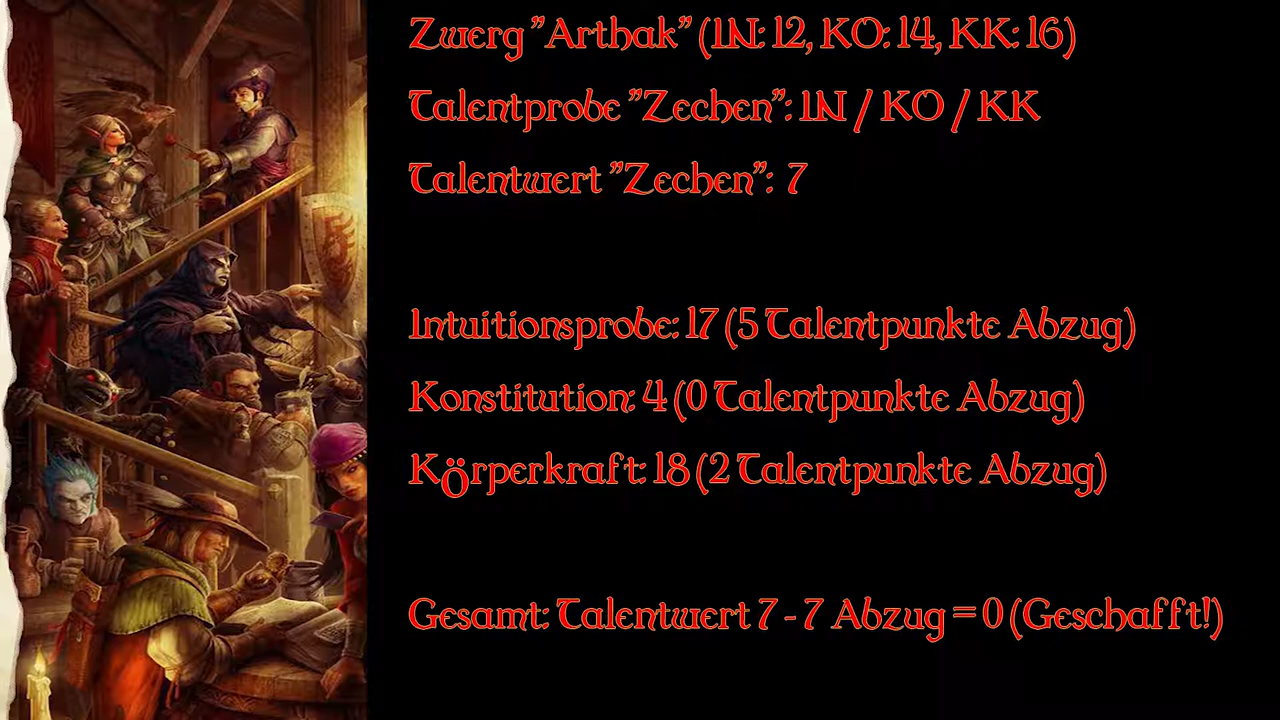 Zwerg "Arthak" (IN: 12, KO: 14, KK: 16)
Talentprobe "Zechen": IN / KO / KK
Talentwert "Zechen": 7
Intuitionsprobe: 17 (5 Talentpunkte Abzug)
Konstitution: 4 (0 Talentpunkte Abzug)
Körperkraft: 18 (2 Talentpunkte Abzug)
Gesamt: Talentwert 7 - 7 Abzug = 0 (Geschafft!)